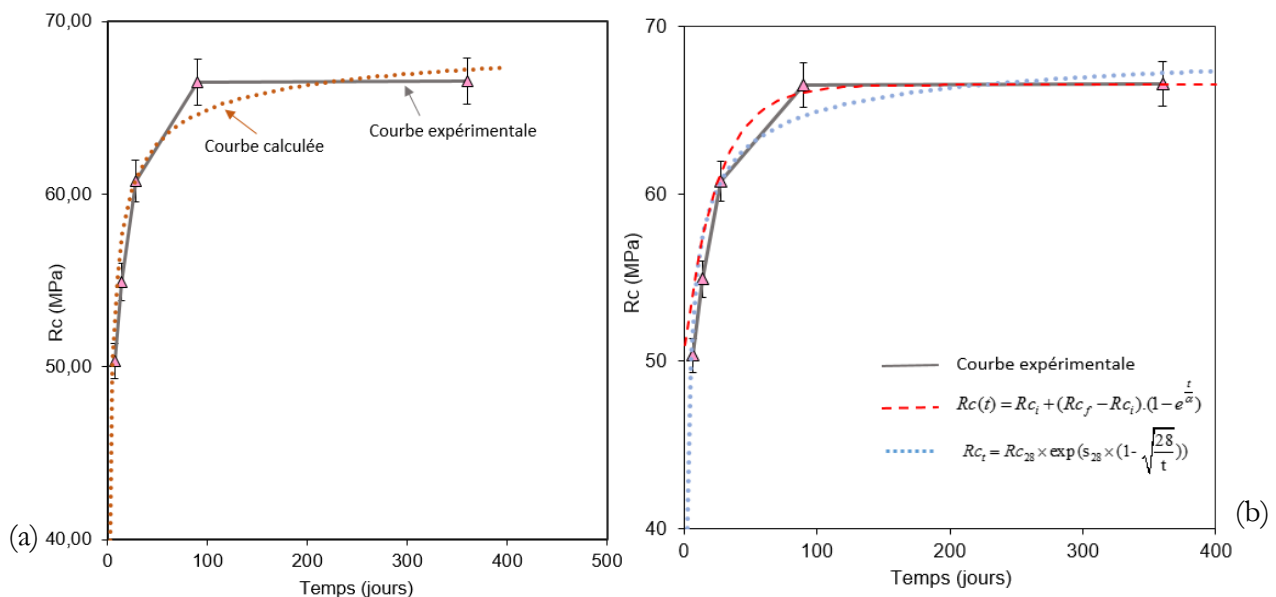 (a)
Rc (MPa)
70,00
60,00
50,00
40,00
0 100 200 300 400 500
Temps (jours)
Courbe calculée
Courbe expérimentale
(b)
Rc (MPa)
70
60
50
40
0 100 200 300 400
Temps (jours)
Courbe expérimentale
Rc(t) = Rc_i + (Rc_f − Rc_i).(1 − e^{t/α})
Rc_t = Rc_28 × exp(s_28 × (1- √(28/t)))